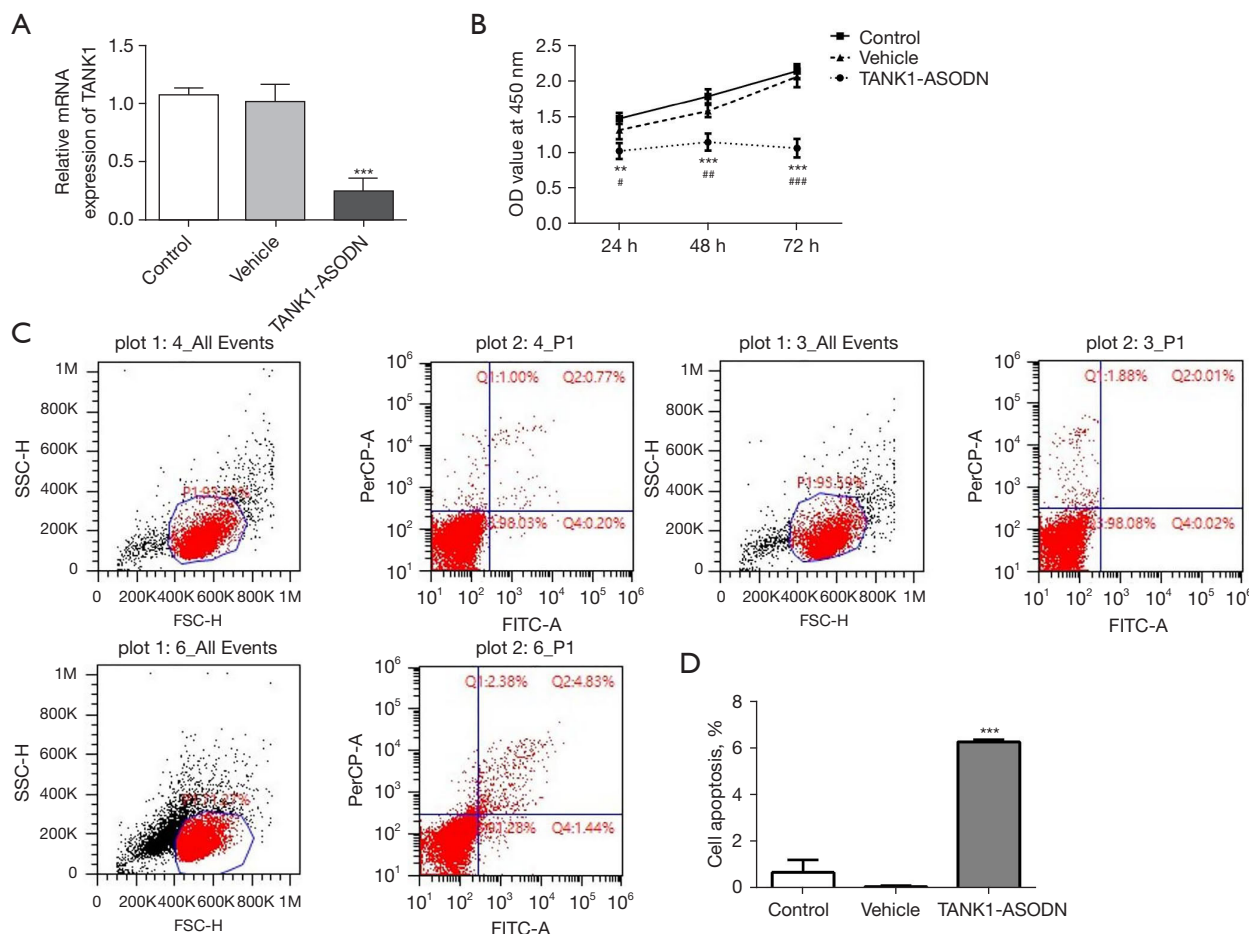 A
Relative mRNA
expression of TANK1
1.5
1.0
0.5
0.0
Control
Vehicle
TANK1-ASODN
***
B
OD value at 450 nm
2.5
2.0
1.5
1.0
0.5
0.0
24 h
48 h
72 h
**
#
***
##
***
###
Control
Vehicle
TANK1-ASODN
C
plot 1: 4_All Events
SSC-H
1M
800K
600K
400K
200K
0
0 200K 400K 600K 800K 1M
FSC-H
plot 2: 4_P1
PerCP-A
10⁶
10⁵
10⁴
10³
10²
10¹
Q1:1.00% Q2:0.77%
Q4:0.20%
10¹ 10² 10³ 10⁴ 10⁵ 10⁶
FITC-A
plot 1: 3_All Events
SSC-H
1M
800K
600K
400K
200K
0
P1:93.59%
0 200K 400K 600K 800K 1M
FSC-H
plot 2: 3_P1
PerCP-A
10⁶
10⁵
10⁴
10³
10²
10¹
Q1:1.88% Q2:0.01%
Q4:0.02%
10¹ 10² 10³ 10⁴ 10⁵ 10⁶
FITC-A
plot 1: 6_All Events
SSC-H
1M
800K
600K
400K
200K
0
0 200K 400K 600K 800K 1M
FSC-H
plot 2: 6_P1
PerCP-A
10⁶
10⁵
10⁴
10³
10²
10¹
Q1:2.38% Q2:4.83%
Q4:1.44%
10¹ 10² 10³ 10⁴ 10⁵ 10⁶
FITC-A
D
Cell apoptosis, %
8
6
4
2
0
***
Control Vehicle TANK1-ASODN